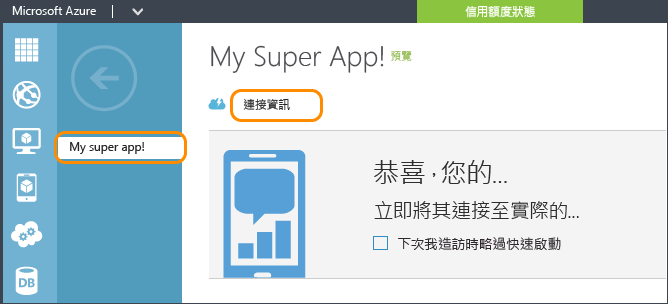 Microsoft Azure
信用額度狀態
My Super App! 預覽
連接資訊
My super app!
恭喜，您的...
立即將其連接至實際的...
下次我造訪時略過快速啟動
DB